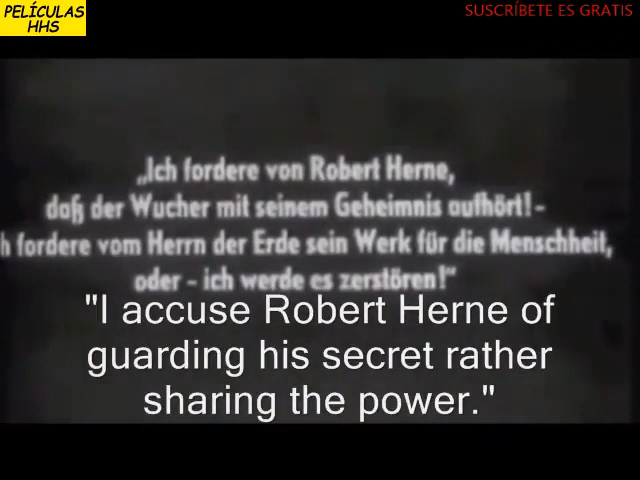 PELÍCULAS
HHS
SUSCRÍBETE ES GRATIS
„Ich fordere von Robert Herne,
daß der Wucher mit seinem Geheimnis aufhört! -
h fordere vom Herrn der Erde sein Werk für die Menschheit,
oder - ich werde es zerstören!"
"I accuse Robert Herne of
guarding his secret rather
sharing the power."